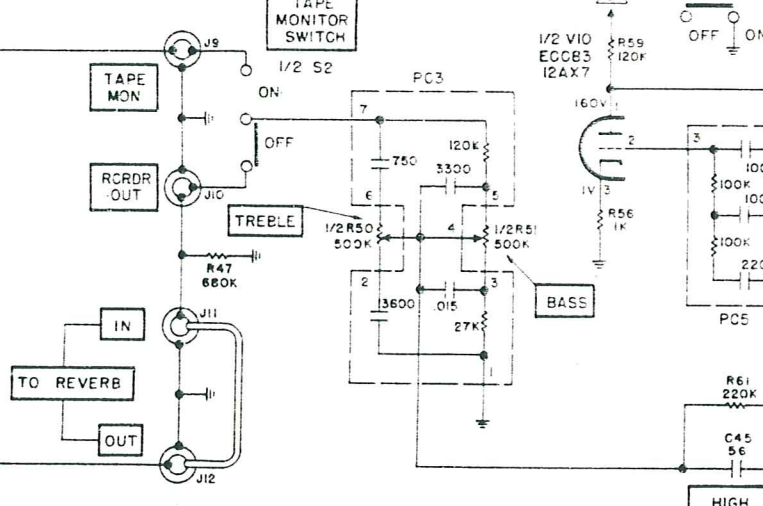 TAPE
MONITOR
SWITCH
1/2 S2
J9
TAPE
MON
ON
OFF
RCRDR
OUT
J10
TREBLE
R47
680K
J11
IN
TO REVERB
OUT
J12
PC3
7
750
120K
3300
6
5
1/2 R50
500K
4
1/2 R51
500K
2
3
3600
.015
27K
1
BASS
1/2 V10
ECC83
12AX7
R59
120K
OFF
160V
1
2
1V
3
R56
1K
3
100K
100K
PC5
R61
220K
C45
56
HIGH